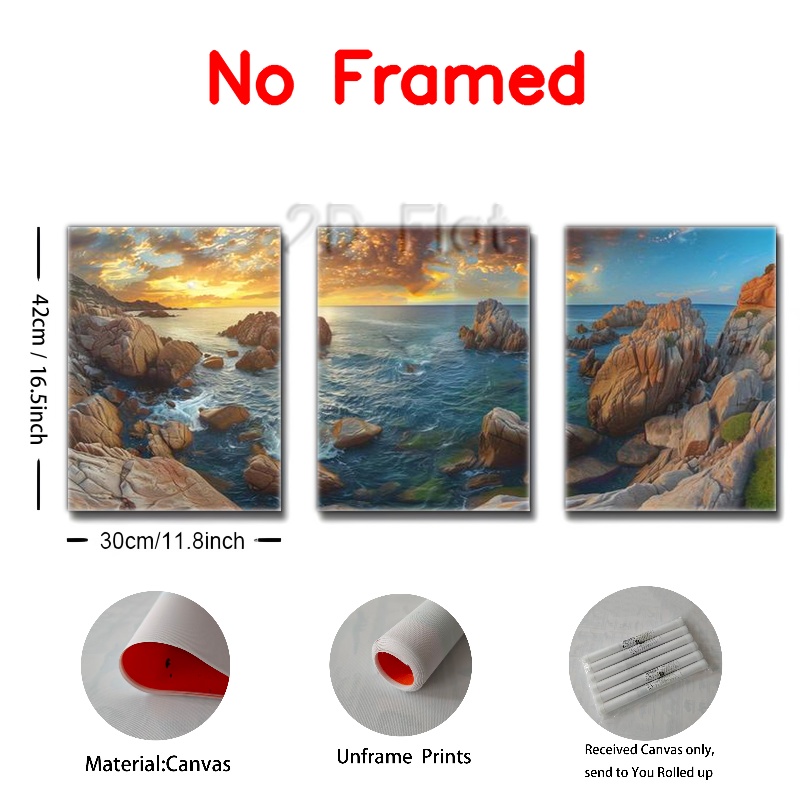 No Framed
2D Flat
42cm / 16.5inch
30cm/11.8inch
Material:Canvas
Unframe Prints
Received Canvas only,
send to You Rolled up